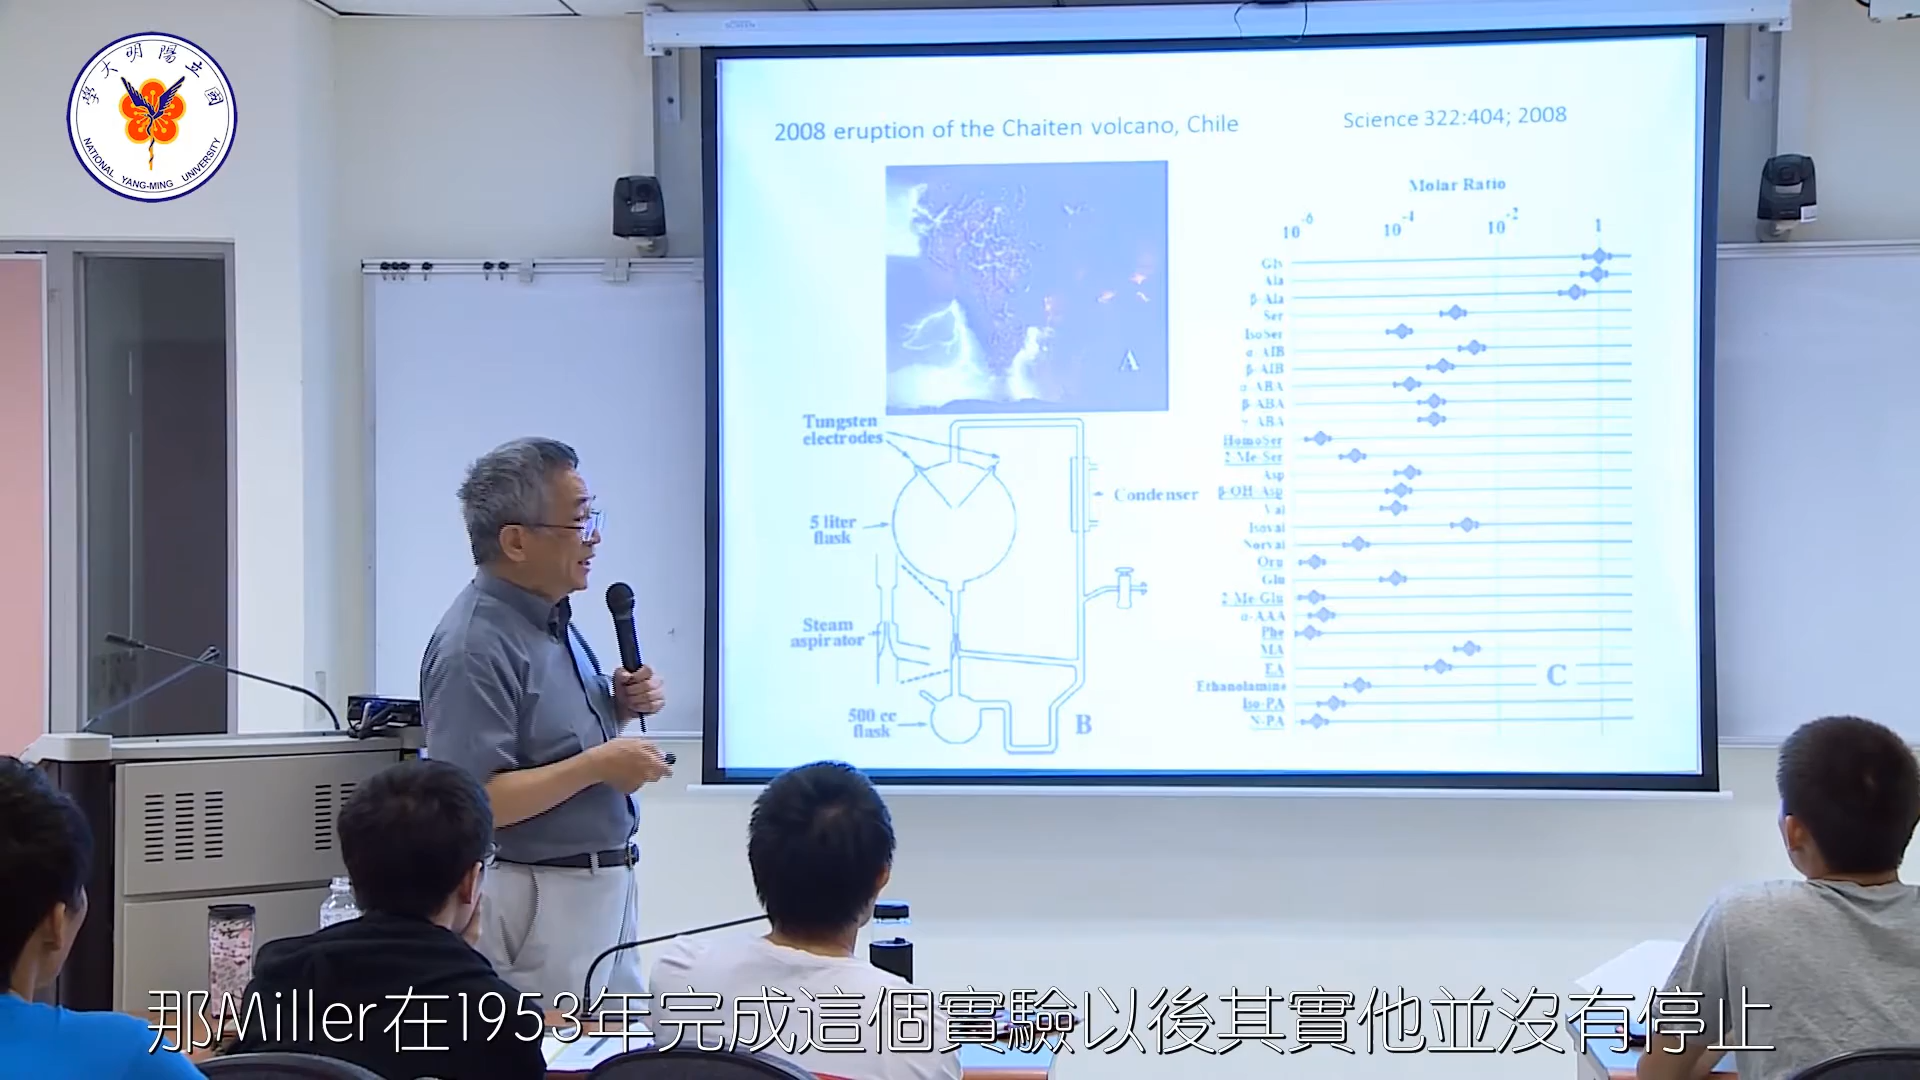 國立陽明大學
NATIONAL YANG-MING UNIVERSITY
2008 eruption of the Chaiten volcano, Chile
Science 322:404; 2008
Molar Ratio
10-6 10-4 10-2 1
Gly
Ala
β-Ala
Ser
IsoSer
α-AIB
β-AIB
α-ABA
β-ABA
γ-ABA
HomoSer
2-Me-Ser
Asp
β-OH-Asp
Val
Isoval
Norval
Orn
Glu
2-Me-Glu
α-AAA
Phe
MA
EA
Ethanolamine
Iso-PA
N-PA
C
A
Tungsten
electrodes
Condenser
5 liter
flask
Steam
aspirator
500 cc
flask
B
那Miller在1953年完成這個實驗以後其實他並沒有停止